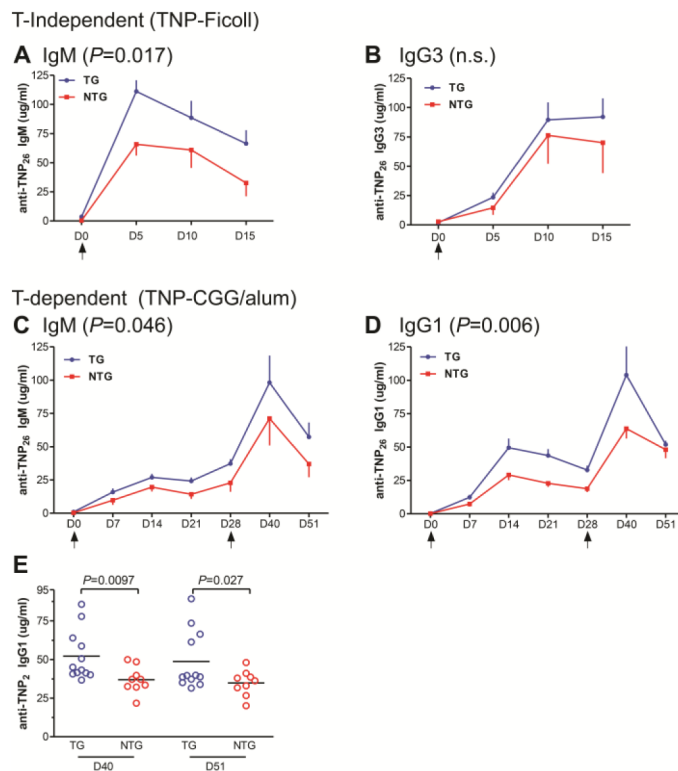 T-Independent (TNP-Ficoll)
A IgM (P=0.017)
125
100
75
50
25
0
anti-TNP26 IgM (ug/ml)
TG
NTG
D0 D5 D10 D15
B IgG3 (n.s.)
125
100
75
50
25
0
anti-TNP26 IgG3 (ug/ml)
TG
NTG
D0 D5 D10 D15
T-dependent (TNP-CGG/alum)
C IgM (P=0.046)
125
100
75
50
25
0
anti-TNP26 IgM (ug/ml)
TG
NTG
D0 D7 D14 D21 D28 D40 D51
D IgG1 (P=0.006)
125
100
75
50
25
0
anti-TNP26 IgG1 (ug/ml)
TG
NTG
D0 D7 D14 D21 D28 D40 D51
E
P=0.0097 P=0.027
95
75
50
25
0
anti-TNP2 IgG1 (ug/ml)
TG NTG TG NTG
D40 D51